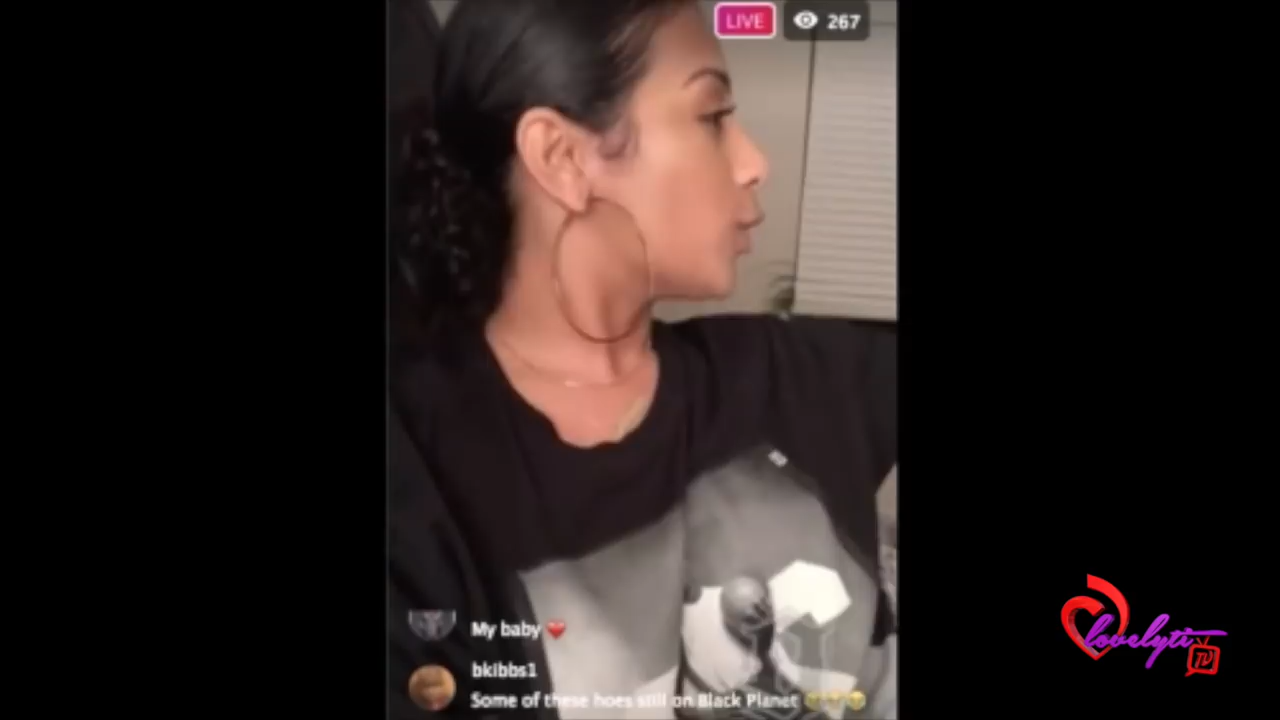 LIVE 267
My baby ❤️
bkibbs1
Some of these hoes still on Black Planet 😂😂😂
lovelyti
TV